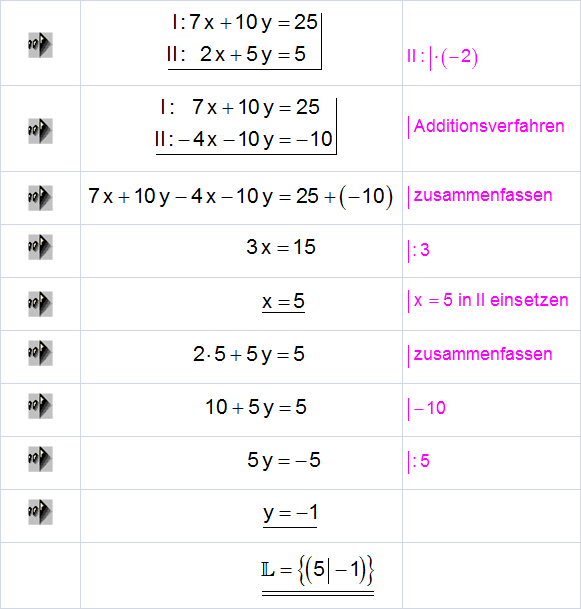 I: 7x + 10y = 25
II: 2x + 5y = 5
II: |·(−2)
I: 7x + 10y = 25
II: −4x − 10y = −10
|Additionsverfahren
7x + 10y − 4x − 10y = 25 + (−10)
|zusammenfassen
3x = 15
|: 3
x = 5
|x = 5 in II einsetzen
2·5 + 5y = 5
|zusammenfassen
10 + 5y = 5
|−10
5y = −5
|: 5
y = −1
𝕃 = {(5|−1)}